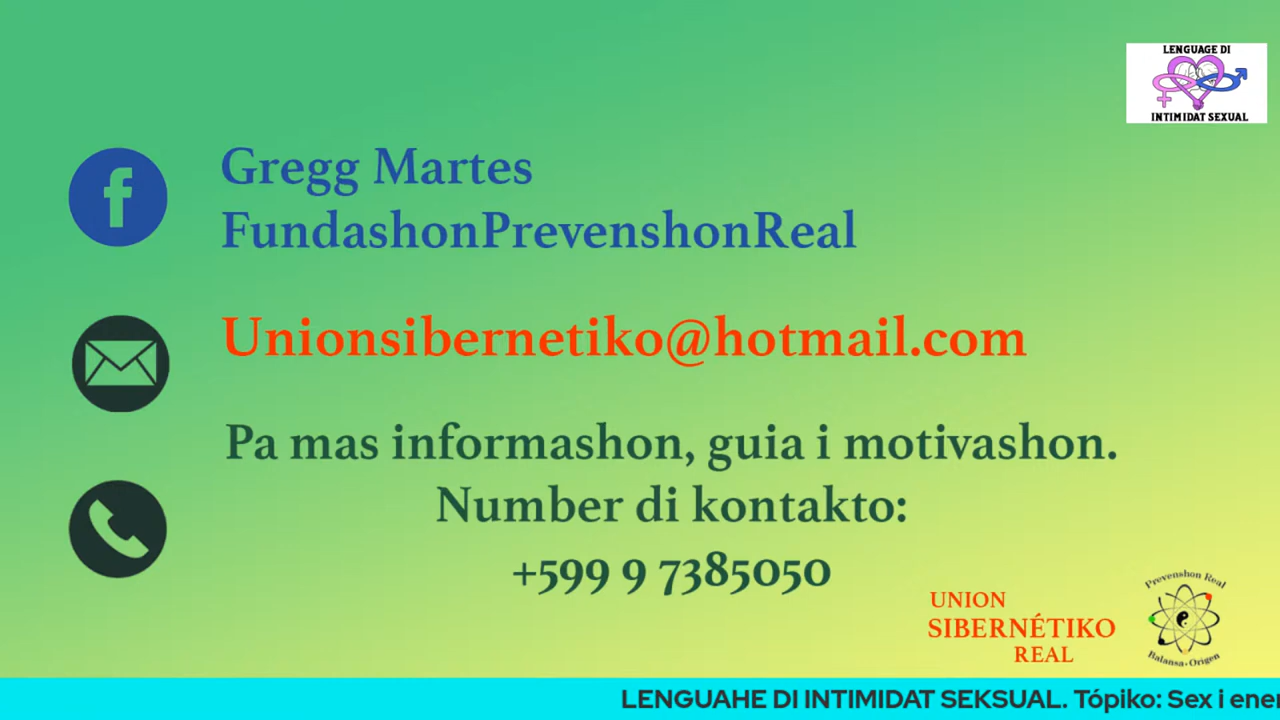 LENGUAGE DI
INTIMIDAT SEXUAL
Gregg Martes
FundashonPrevenshonReal
Unionsibernetiko@hotmail.com
Pa mas informashon, guia i motivashon.
Number di kontakto:
+599 9 7385050
UNION
SIBERNÉTIKO
REAL
Prevenshon Real
Balansa Origen
LENGUAHE DI INTIMIDAT SEKSUAL. Tópiko: Sex i